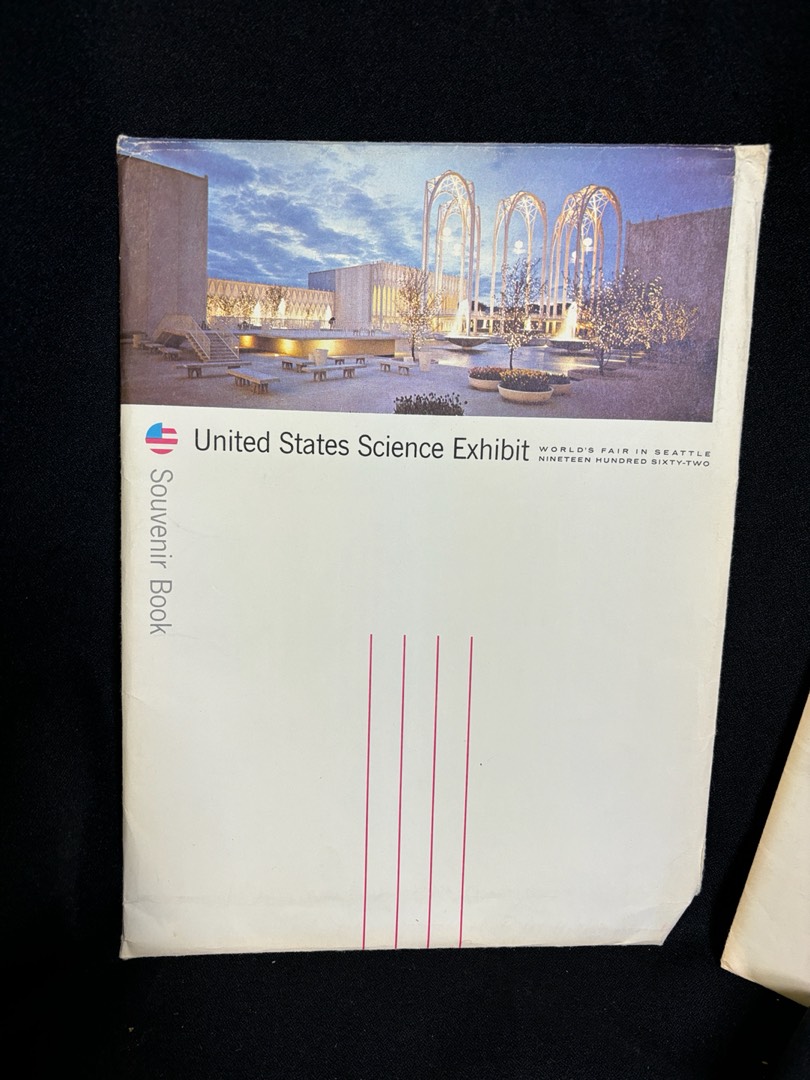 United States Science Exhibit
WORLD'S FAIR IN SEATTLE
NINETEEN HUNDRED SIXTY-TWO
Souvenir Book